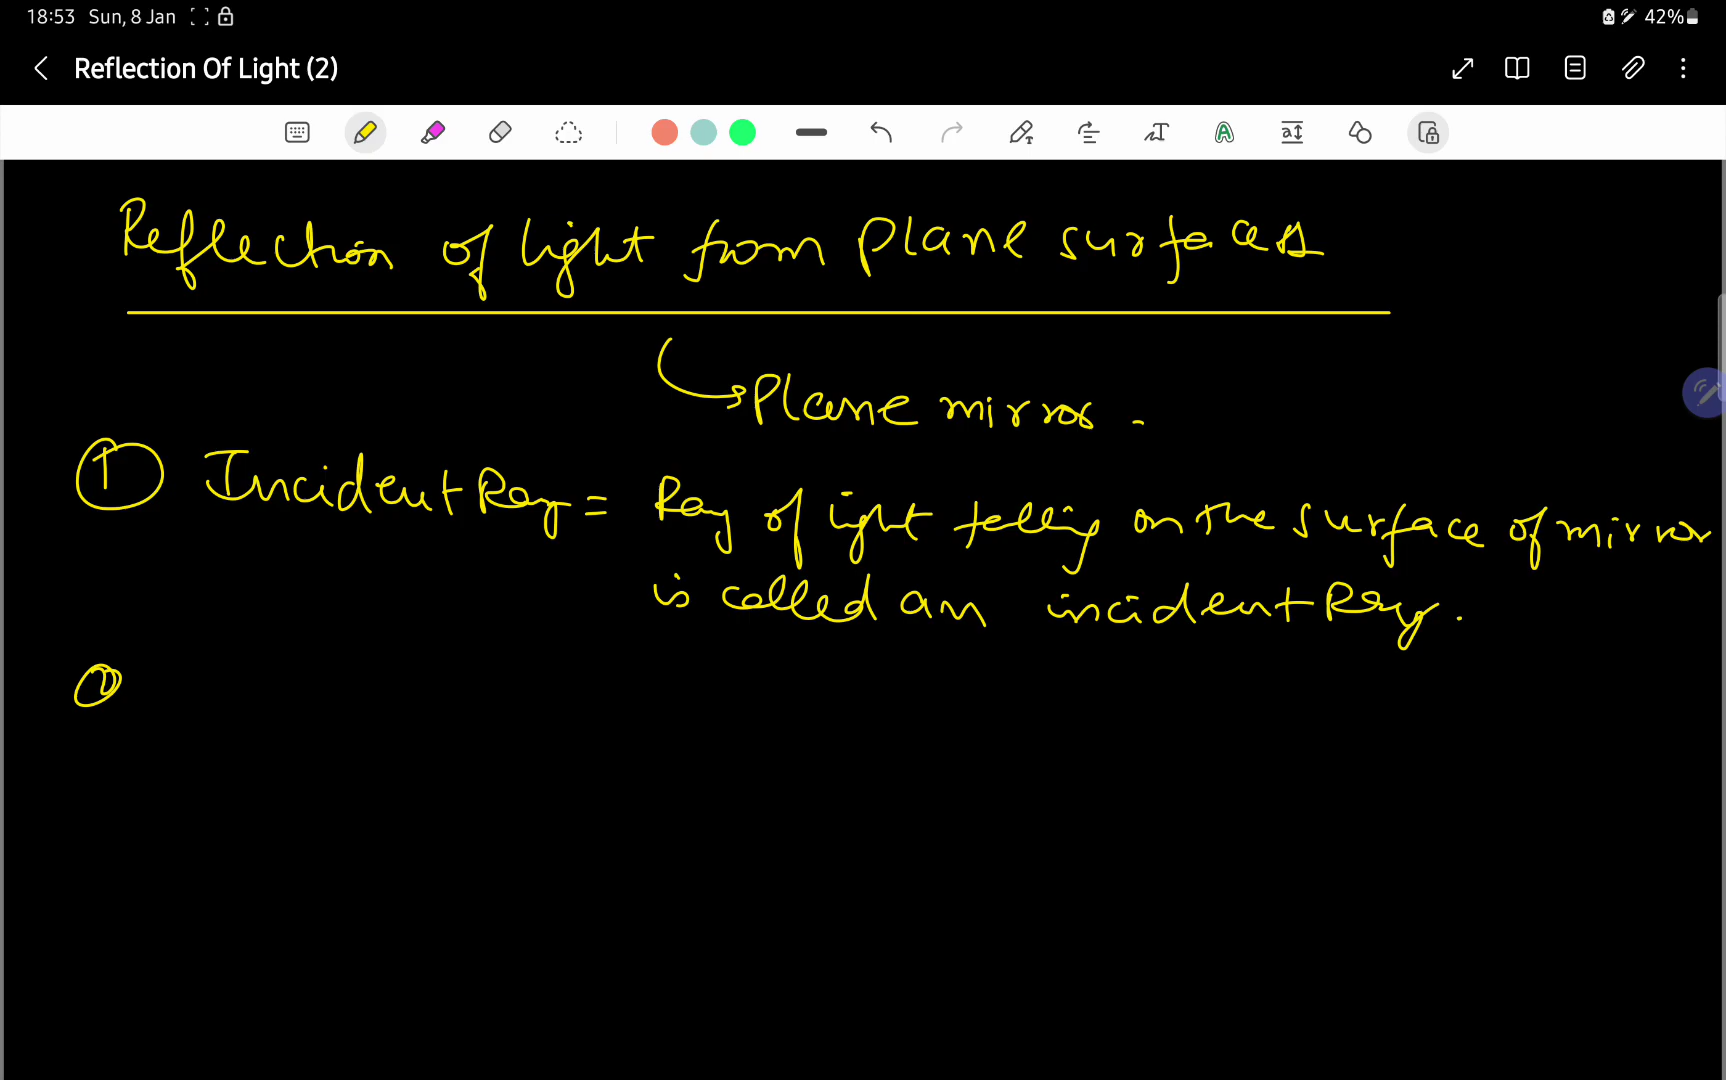 18:53 Sun, 8 Jan 42%
Reflection Of Light (2)
Reflection of light from Plane surfaces
Plane mirror.
① Incident Ray = Ray of light falling on the surface of mirror
is called an incident Ray.